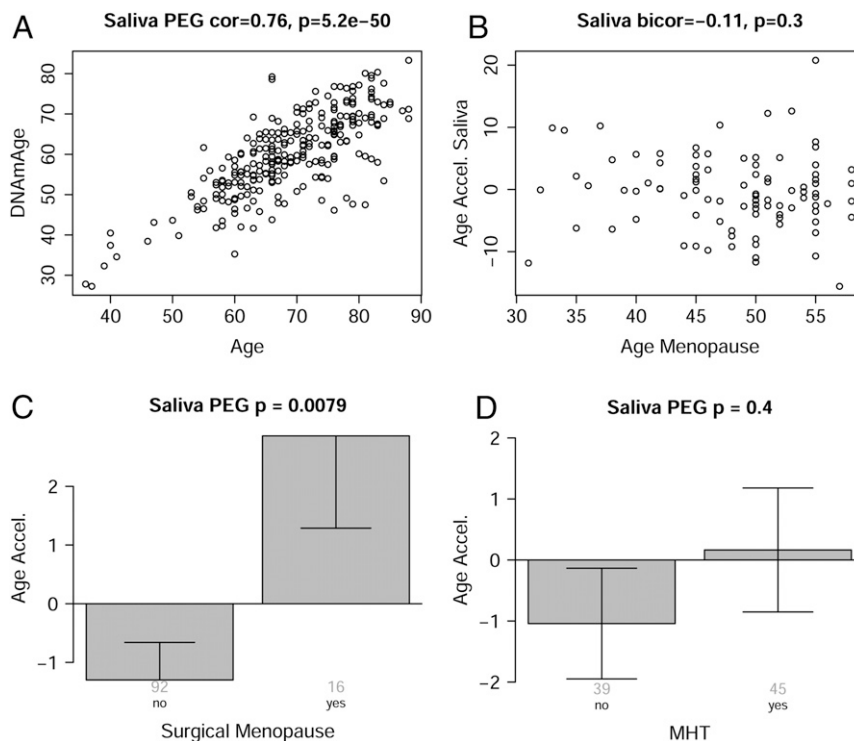 A
Saliva PEG cor=0.76, p=5.2e−50
DNAmAge
80
70
60
50
40
30
40 50 60 70 80 90
Age
B
Saliva bicor=−0.11, p=0.3
Age Accel. Saliva
20
10
0
−10
30 35 40 45 50 55
Age Menopause
C
Saliva PEG p = 0.0079
Age Accel.
2
1
0
−1
92 16
no yes
Surgical Menopause
D
Saliva PEG p = 0.4
Age Accel.
2
1
0
−1
−2
39 45
no yes
MHT